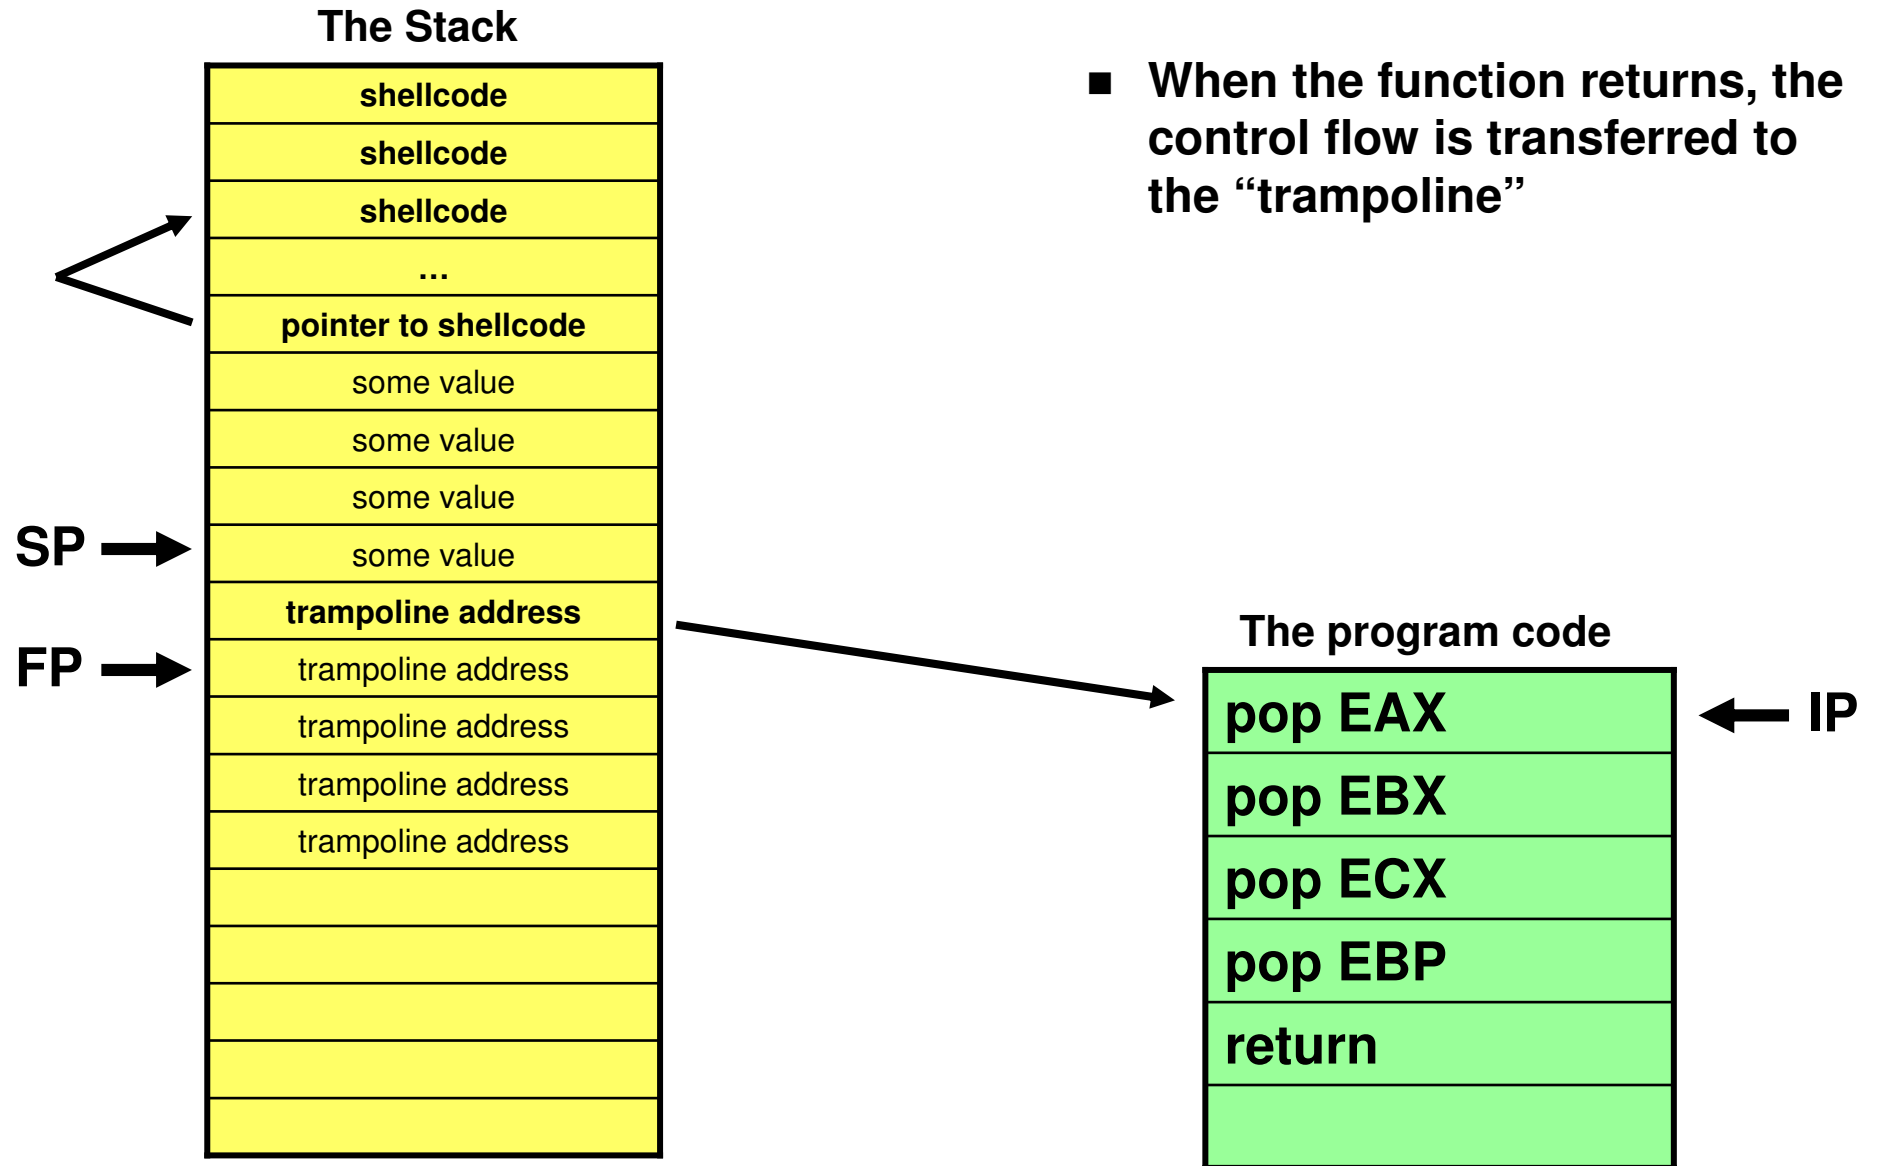 The Stack
shellcode
shellcode
shellcode
…
pointer to shellcode
some value
some value
some value
SP
some value
trampoline address
FP
trampoline address
trampoline address
trampoline address
trampoline address
■ When the function returns, the
control flow is transferred to
the “trampoline”
The program code
pop EAX
IP
pop EBX
pop ECX
pop EBP
return